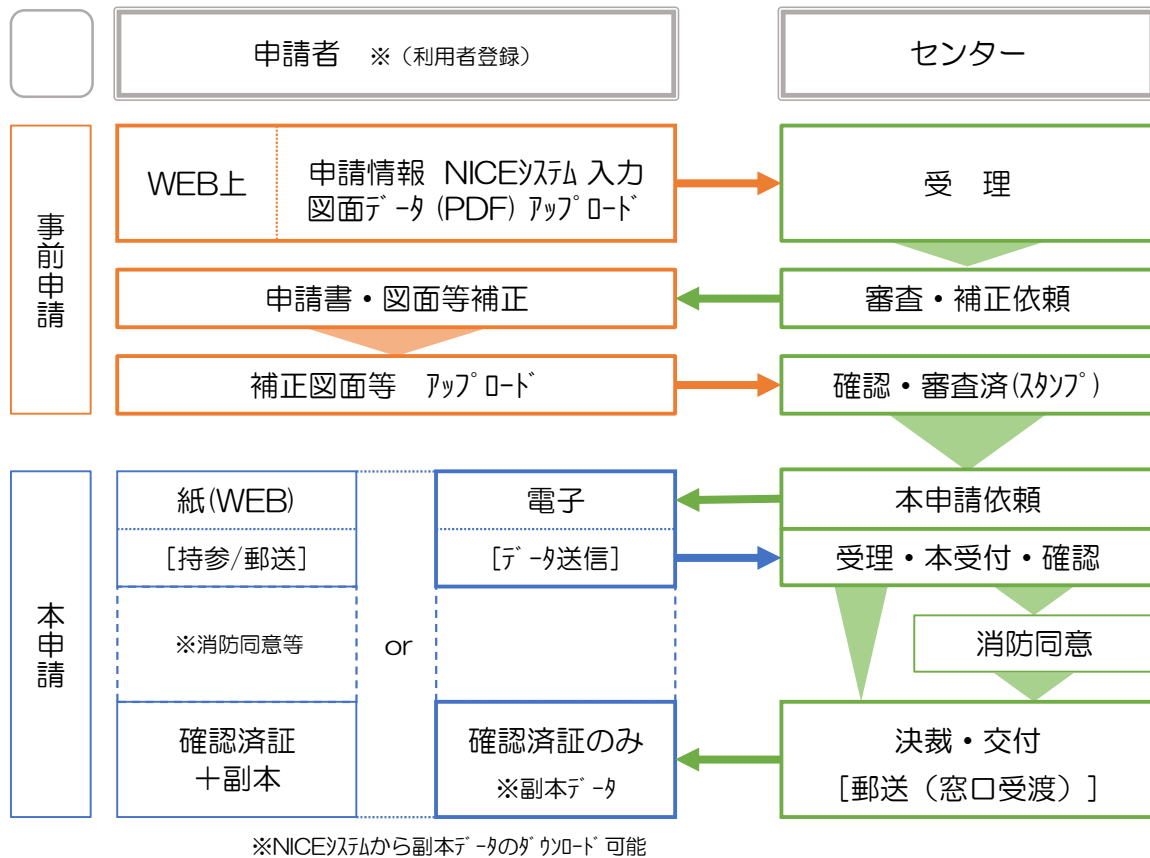 申請者 ※（利用者登録）
センター
事前申請
WEB上
申請情報 NICEｼｽﾃﾑ 入力
図面ﾃﾞｰﾀ (PDF) ｱｯﾌﾟﾛｰﾄﾞ
受 理
申請書・図面等補正
審査・補正依頼
補正図面等 ｱｯﾌﾟﾛｰﾄﾞ
確認・審査済(ｽﾀﾝﾌﾟ)
本申請
紙(WEB)
電子
本申請依頼
[持参/郵送]
[ﾃﾞｰﾀ送信]
受理・本受付・確認
※消防同意等
or
消防同意
確認済証
＋副本
確認済証のみ
※副本ﾃﾞｰﾀ
決裁・交付
[郵送（窓口受渡）]
※NICEｼｽﾃﾑから副本ﾃﾞｰﾀのﾀﾞｳﾝﾛｰﾄﾞ可能